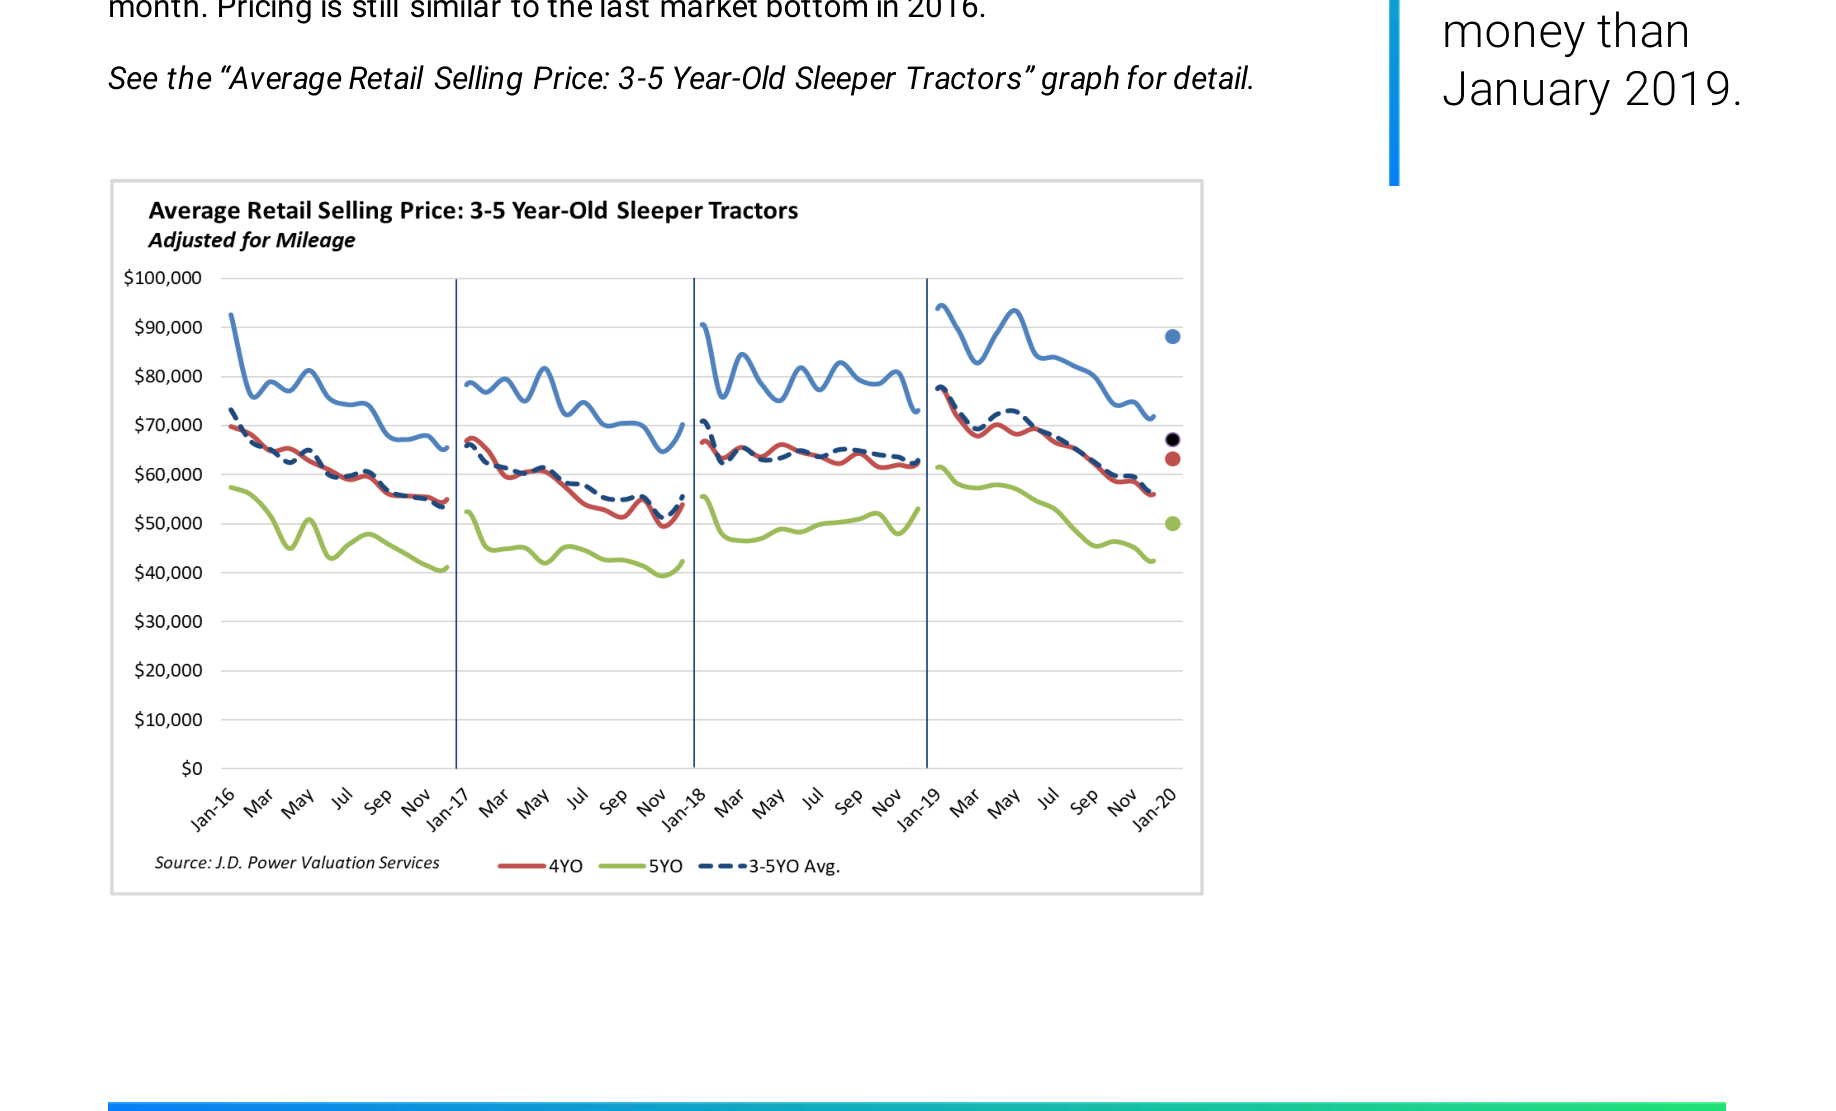 month. Pricing is still similar to the last market bottom in 2016.
See the “Average Retail Selling Price: 3-5 Year-Old Sleeper Tractors” graph for detail.
money than
January 2019.
Average Retail Selling Price: 3-5 Year-Old Sleeper Tractors
Adjusted for Mileage
$100,000
$90,000
$80,000
$70,000
$60,000
$50,000
$40,000
$30,000
$20,000
$10,000
$0
Jan-16 Mar May Jul Sep Nov Jan-17 Mar May Jul Sep Nov Jan-18 Mar May Jul Sep Nov Jan-19 Mar May Jul Sep Nov Jan-20
Source: J.D. Power Valuation Services 4YO 5YO 3-5YO Avg.